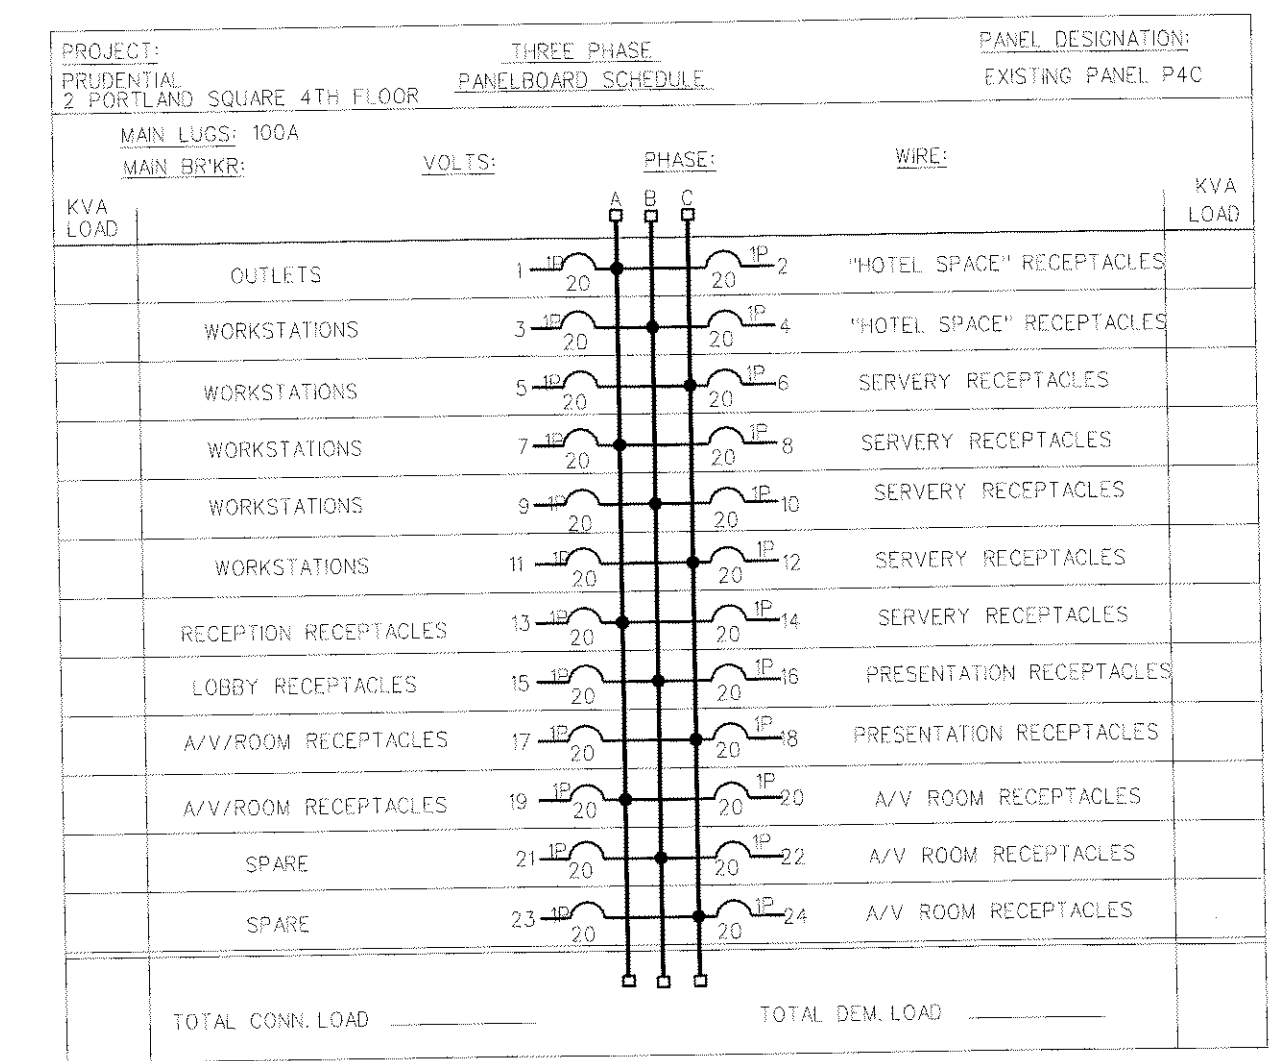 PROJECT:
PRUDENTIAL
2 PORTLAND SQUARE 4TH FLOOR
THREE PHASE
PANELBOARD SCHEDULE
PANEL DESIGNATION:
EXISTING PANEL P4C
MAIN LUGS: 100A
MAIN BR'KR:
VOLTS:
PHASE:
WIRE:
KVA
LOAD
A B C
KVA
LOAD
OUTLETS 1 1P 20 1P 20 2 "HOTEL SPACE" RECEPTACLES
WORKSTATIONS 3 1P 20 1P 20 4 "HOTEL SPACE" RECEPTACLES
WORKSTATIONS 5 1P 20 1P 20 6 SERVERY RECEPTACLES
WORKSTATIONS 7 1P 20 1P 20 8 SERVERY RECEPTACLES
WORKSTATIONS 9 1P 20 1P 20 10 SERVERY RECEPTACLES
WORKSTATIONS 11 1P 20 1P 20 12 SERVERY RECEPTACLES
RECEPTION RECEPTACLES 13 1P 20 1P 20 14 SERVERY RECEPTACLES
LOBBY RECEPTACLES 15 1P 20 1P 20 16 PRESENTATION RECEPTACLES
A/V/ROOM RECEPTACLES 17 1P 20 1P 20 18 PRESENTATION RECEPTACLES
A/V/ROOM RECEPTACLES 19 1P 20 1P 20 20 A/V ROOM RECEPTACLES
SPARE 21 1P 20 1P 20 22 A/V ROOM RECEPTACLES
SPARE 23 1P 20 1P 20 24 A/V ROOM RECEPTACLES
TOTAL CONN. LOAD
TOTAL DEM. LOAD